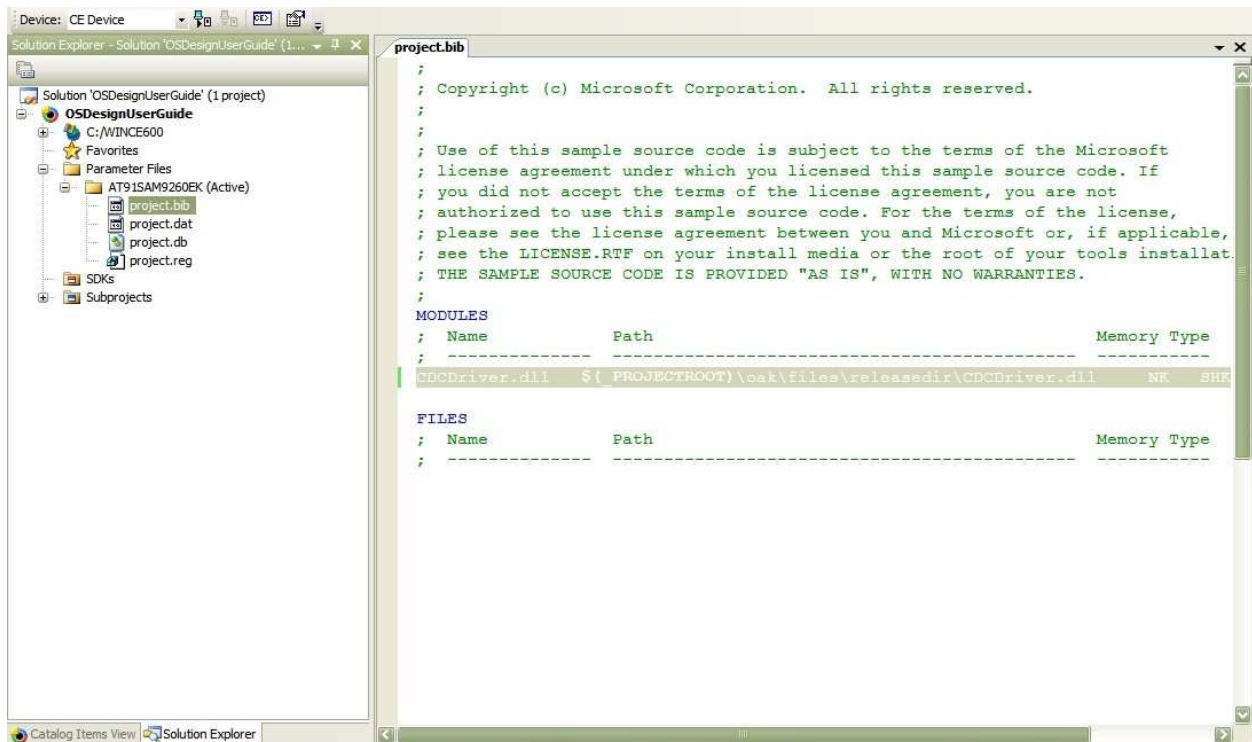 Device: CE Device
Solution Explorer - Solution 'OSDesignUserGuide' (1...
Solution 'OSDesignUserGuide' (1 project)
OSDesignUserGuide
C:/WINCE600
Favorites
Parameter Files
AT91SAM9260EK (Active)
project.bib
project.dat
project.db
project.reg
SDKs
Subprojects
Catalog Items View
Solution Explorer
project.bib
;
; Copyright (c) Microsoft Corporation.  All rights reserved.
;
;
; Use of this sample source code is subject to the terms of the Microsoft
; license agreement under which you licensed this sample source code. If
; you did not accept the terms of the license agreement, you are not
; authorized to use this sample source code. For the terms of the license,
; please see the license agreement between you and Microsoft or, if applicable,
; see the LICENSE.RTF on your install media or the root of your tools installat
; THE SAMPLE SOURCE CODE IS PROVIDED "AS IS", WITH NO WARRANTIES.
;
MODULES
;  Name            Path                                           Memory Type
;  --------------  ---------------------------------------------  -----------
CDCDriver.dll   $(_PROJECTROOT)\oak\files\releasedir\CDCDriver.dll     NK   SHK
FILES
;  Name            Path                                           Memory Type
;  --------------  ---------------------------------------------  -----------